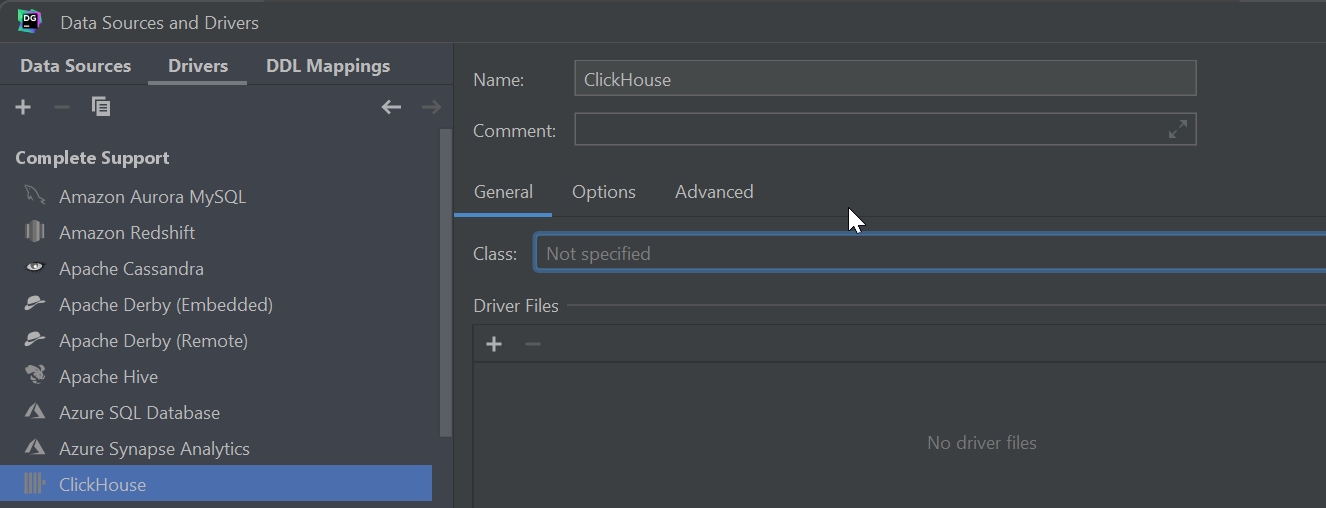 DG
Data Sources and Drivers
Data Sources Drivers DDL Mappings
Complete Support
Amazon Aurora MySQL
Amazon Redshift
Apache Cassandra
Apache Derby (Embedded)
Apache Derby (Remote)
Apache Hive
Azure SQL Database
Azure Synapse Analytics
ClickHouse
Name: ClickHouse
Comment:
General Options Advanced
Class: Not specified
Driver Files
No driver files